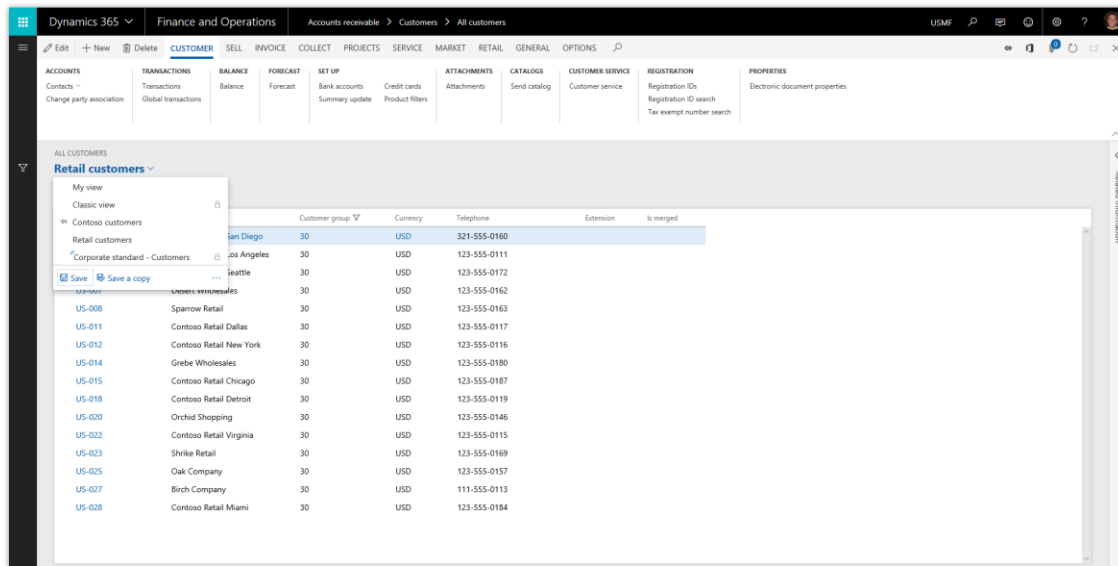 Dynamics 365 Finance and Operations Accounts receivable > Customers > All customers USMF ?
Edit + New Delete CUSTOMER SELL INVOICE COLLECT PROJECTS SERVICE MARKET RETAIL GENERAL OPTIONS 0
ACCOUNTS TRANSACTIONS BALANCE FORECAST SET UP ATTACHMENTS CATALOGS CUSTOMER SERVICE REGISTRATION PROPERTIES
Contacts Transactions Balance Forecast Bank accounts Credit cards Attachments Send catalog Customer service Registration IDs Electronic document properties
Change party association Global transactions Summary update Product filters Registration ID search
Tax exempt number search
ALL CUSTOMERS
Retail customers
My view
Classic view
Contoso customers
Retail customers
Corporate standard - Customers
Save Save a copy ...
Customer group Currency Telephone Extension Is merged
San Diego 30 USD 321-555-0160
Los Angeles 30 USD 123-555-0111
Seattle 30 USD 123-555-0172
US-007 Desert Wholesales 30 USD 123-555-0162
US-008 Sparrow Retail 30 USD 123-555-0163
US-011 Contoso Retail Dallas 30 USD 123-555-0117
US-012 Contoso Retail New York 30 USD 123-555-0116
US-014 Grebe Wholesales 30 USD 123-555-0180
US-015 Contoso Retail Chicago 30 USD 123-555-0187
US-018 Contoso Retail Detroit 30 USD 123-555-0119
US-020 Orchid Shopping 30 USD 123-555-0146
US-022 Contoso Retail Virginia 30 USD 123-555-0115
US-023 Shrike Retail 30 USD 123-555-0169
US-025 Oak Company 30 USD 123-555-0157
US-027 Birch Company 30 USD 111-555-0113
US-028 Contoso Retail Miami 30 USD 123-555-0184